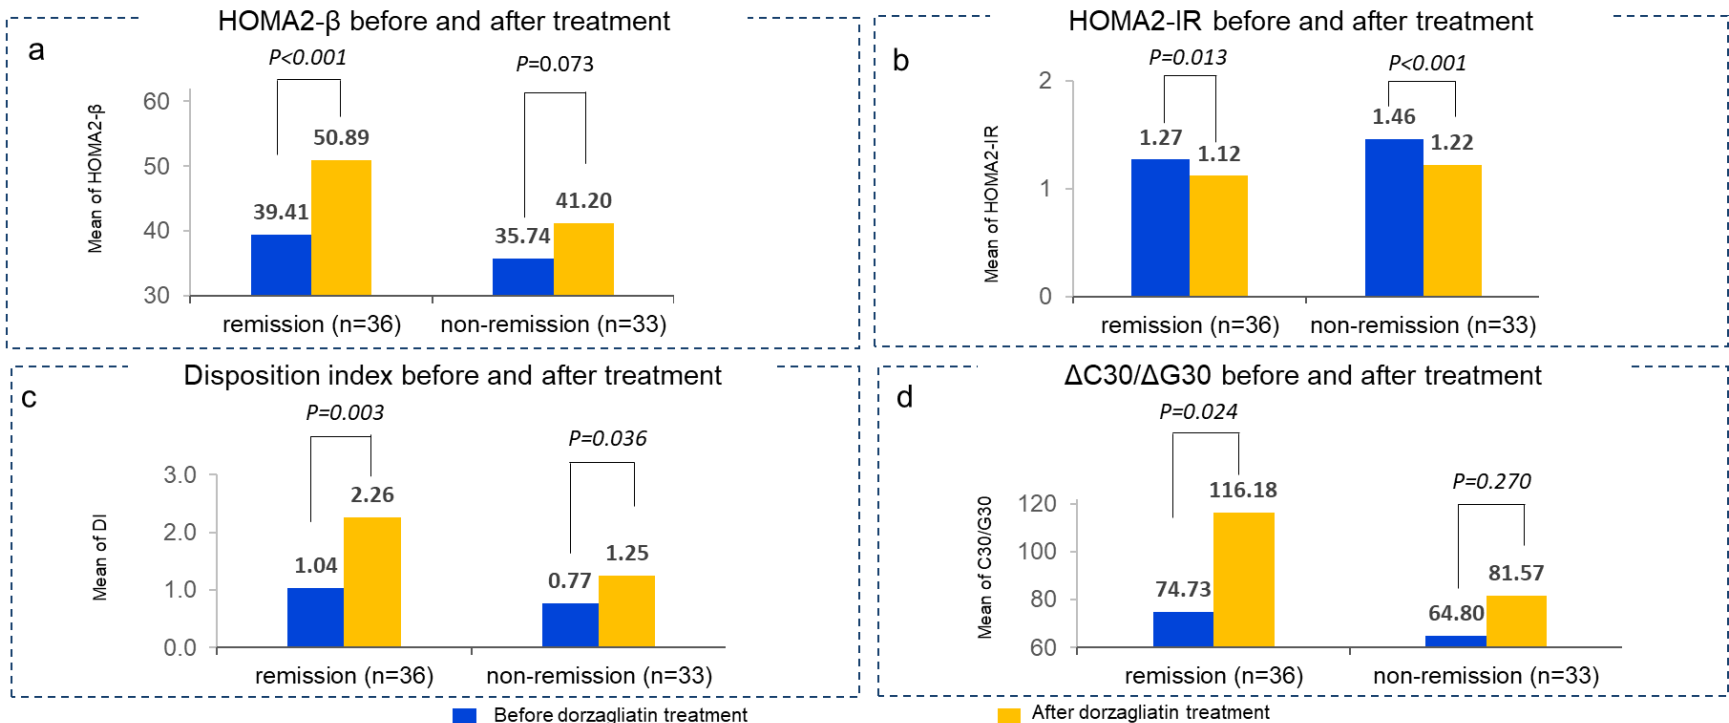 HOMA2-β before and after treatment
a
P<0.001
P=0.073
Mean of HOMA2-β
60
50
40
30
50.89
39.41
41.20
35.74
remission (n=36)
non-remission (n=33)
HOMA2-IR before and after treatment
b
P=0.013
P<0.001
Mean of HOMA2-IR
2
1
0
1.27
1.12
1.46
1.22
remission (n=36)
non-remission (n=33)
Disposition index before and after treatment
c
P=0.003
P=0.036
Mean of DI
3.0
2.0
1.0
0.0
2.26
1.04
1.25
0.77
remission (n=36)
non-remission (n=33)
ΔC30/ΔG30 before and after treatment
d
P=0.024
P=0.270
Mean of C30/G30
120
100
80
60
116.18
74.73
81.57
64.80
remission (n=36)
non-remission (n=33)
Before dorzagliatin treatment
After dorzagliatin treatment